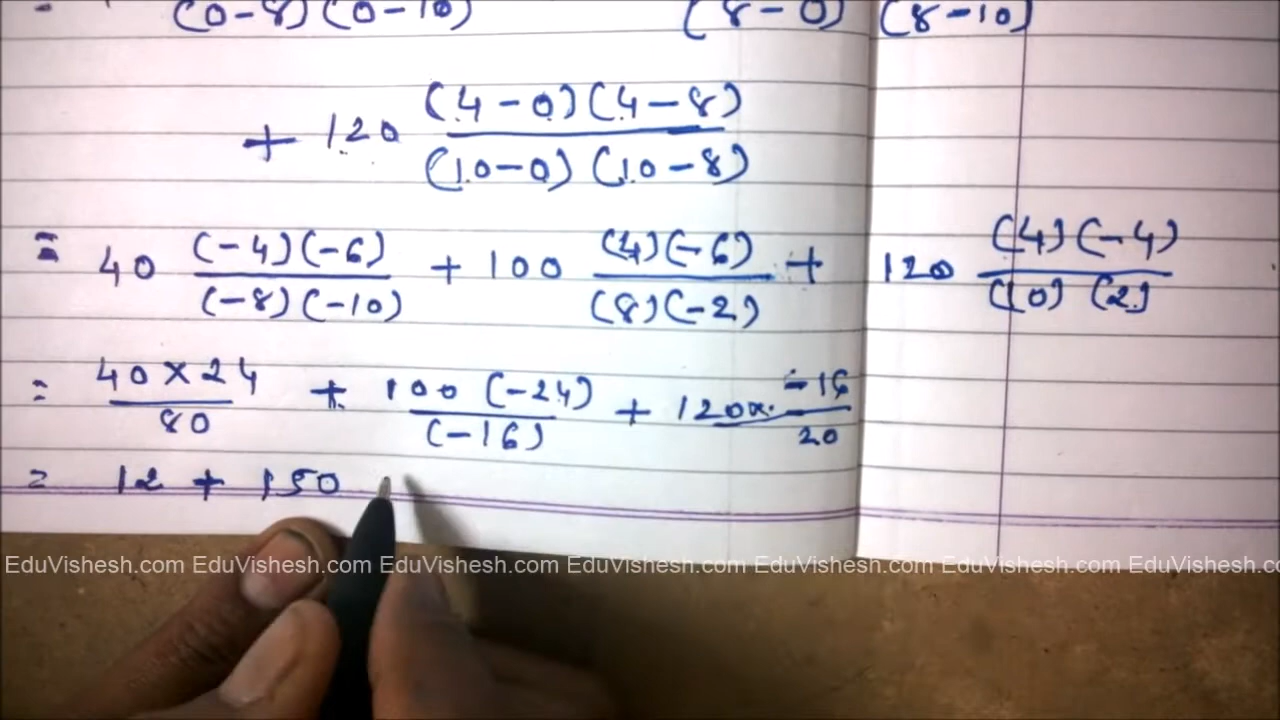 (0-8) (0-10) (8-0) (8-10)
(4-0) (4-8)
+ 120
(10-0) (10-8)
(-4) (-6) (4) (-6) (4) (-4)
= 40 + 100 + 120
(-8) (-10) (8) (-2) (10) (2)
40 × 24 100 (-24) -16
= + + 120 ×
80 (-16) 20
= 12 + 150
EduVishesh.com EduVishesh.com EduVishesh.com EduVishesh.com EduVishesh.com EduVishesh.com EduVishesh.co